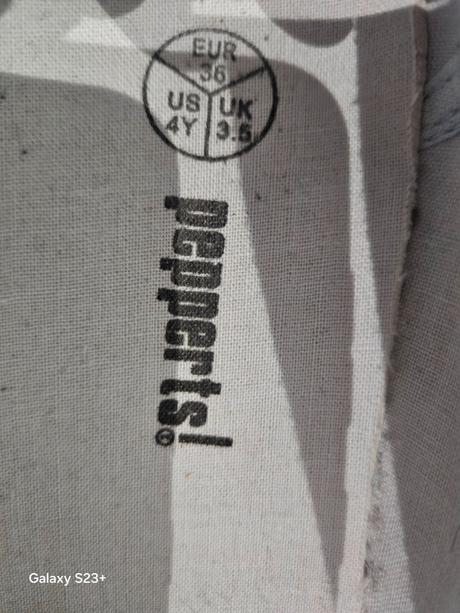 EUR
36
US
4Y
UK
3.5
pepperts!®
Galaxy S23+